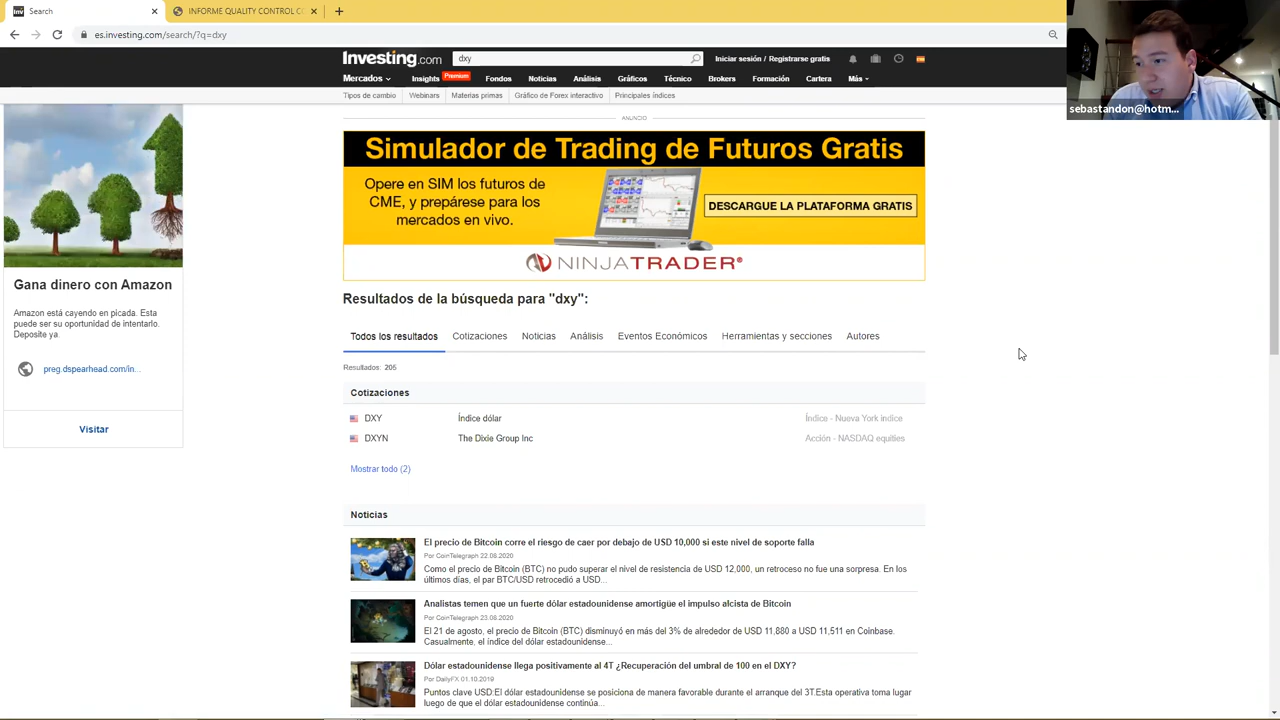 Search
INFORME QUALITY CONTROL CO
es.investing.com/search/?q=dxy
sebastandon@hotm...
Investing.com
dxy
Iniciar sesión / Registrarse gratis
Mercados
Insights
Premium
Fondos
Noticias
Análisis
Gráficos
Técnico
Brokers
Formación
Cartera
Más
Tipos de cambio
Webinars
Materias primas
Gráfico de Forex interactivo
Principales índices
ANUNCIO
Simulador de Trading de Futuros Gratis
Opere en SIM los futuros de
CME, y prepárese para los
mercados en vivo.
DESCARGUE LA PLATAFORMA GRATIS
NINJATRADER®
Gana dinero con Amazon
Amazon está cayendo en picada. Esta
puede ser su oportunidad de intentarlo.
Deposite ya.
preg.dspearhead.com/in...
Visitar
Resultados de la búsqueda para "dxy":
Todos los resultados
Cotizaciones
Noticias
Análisis
Eventos Económicos
Herramientas y secciones
Autores
Resultados: 205
Cotizaciones
DXY Índice dólar Índice - Nueva York indice
DXYN The Dixie Group Inc Acción - NASDAQ equities
Mostrar todo (2)
Noticias
El precio de Bitcoin corre el riesgo de caer por debajo de USD 10,000 si este nivel de soporte falla
Por CoinTelegraph 22.08.2020
Como el precio de Bitcoin (BTC) no pudo superar el nivel de resistencia de USD 12,000, un retroceso no fue una sorpresa. En los
últimos días, el par BTC/USD retrocedió a USD...
Analistas temen que un fuerte dólar estadounidense amortigüe el impulso alcista de Bitcoin
Por CoinTelegraph 23.08.2020
El 21 de agosto, el precio de Bitcoin (BTC) disminuyó en más del 3% de alrededor de USD 11,880 a USD 11,511 en Coinbase.
Casualmente, el índice del dólar estadounidense...
Dólar estadounidense llega positivamente al 4T ¿Recuperación del umbral de 100 en el DXY?
Por DailyFX 01.10.2019
Puntos clave USD:El dólar estadounidense se posiciona de manera favorable durante el arranque del 3T.Esta operativa toma lugar
luego de que el dólar estadounidense continúa...